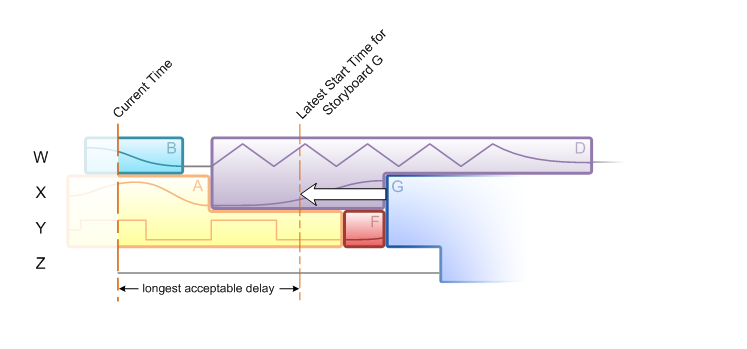 Current Time
Latest Start Time for
Storyboard G
W
B
D
X
A
G
Y
F
Z
longest acceptable delay